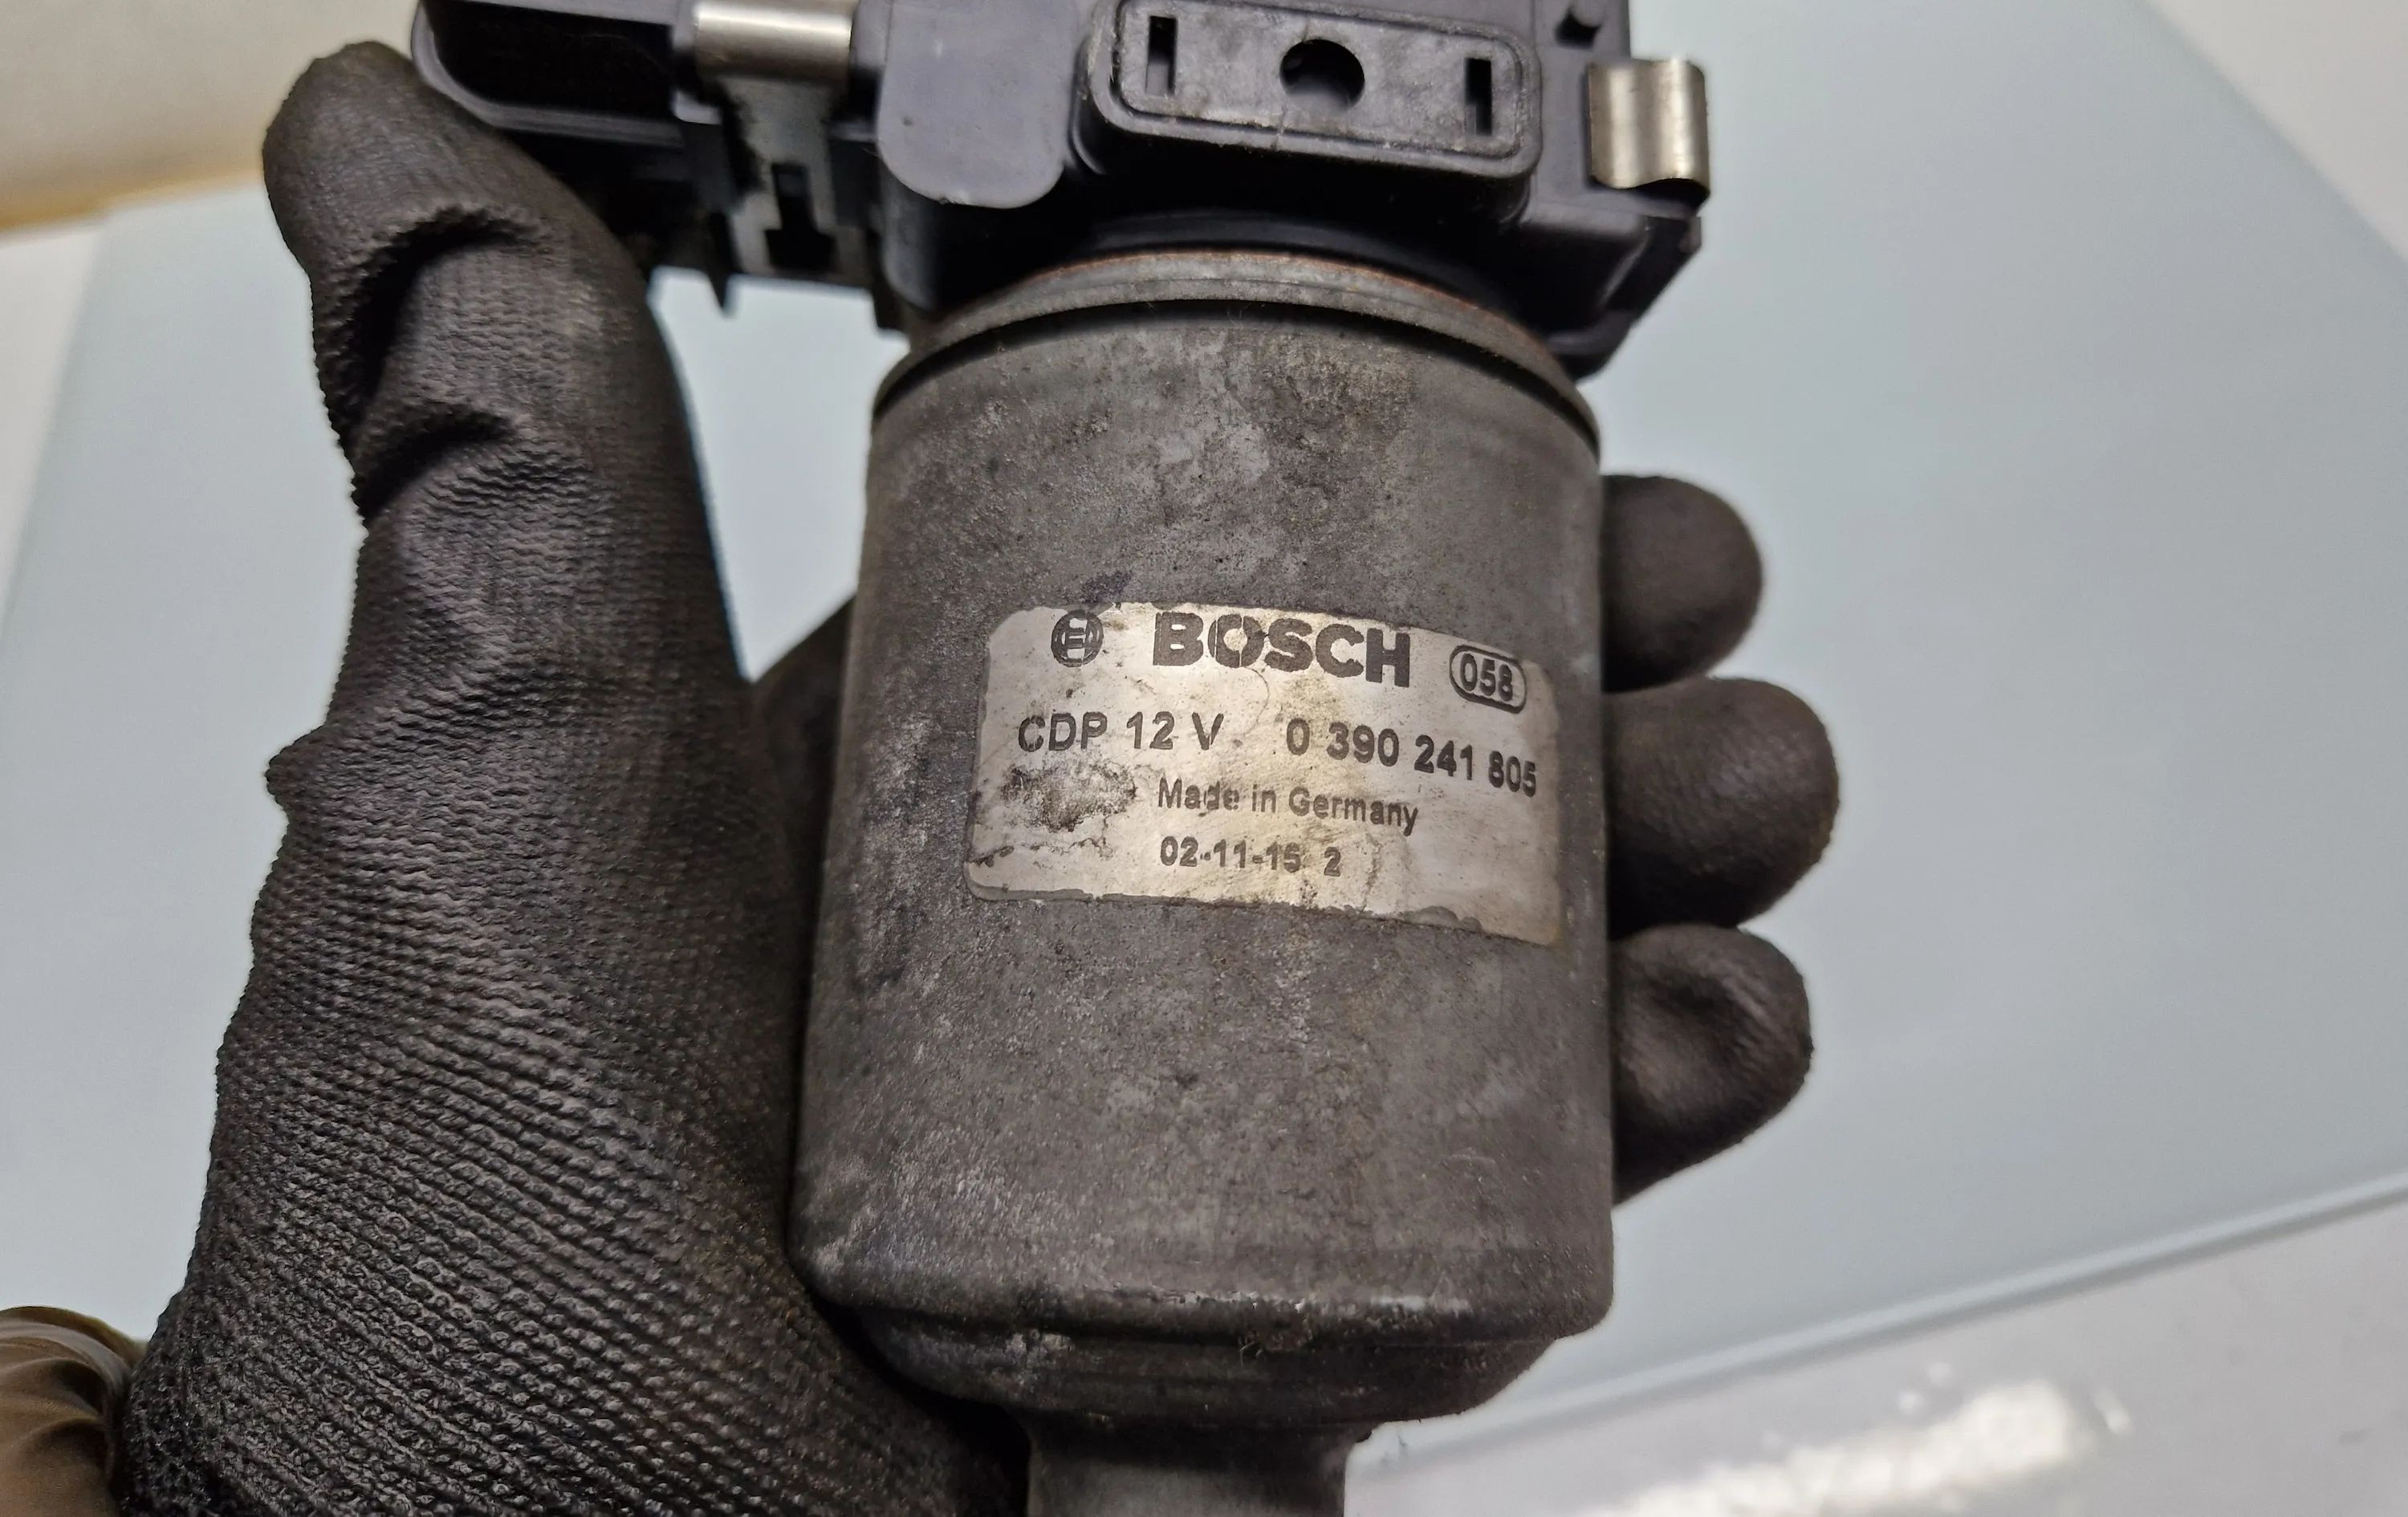 BOSCH 058
CDP 12 V 0 390 241 805
Made in Germany
02-11-15 2